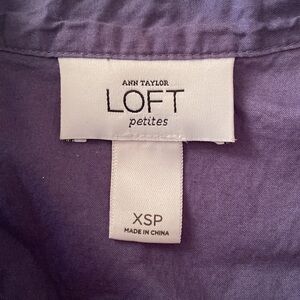 ANN TAYLOR
LOFT
petites
XSP
MADE IN CHINA